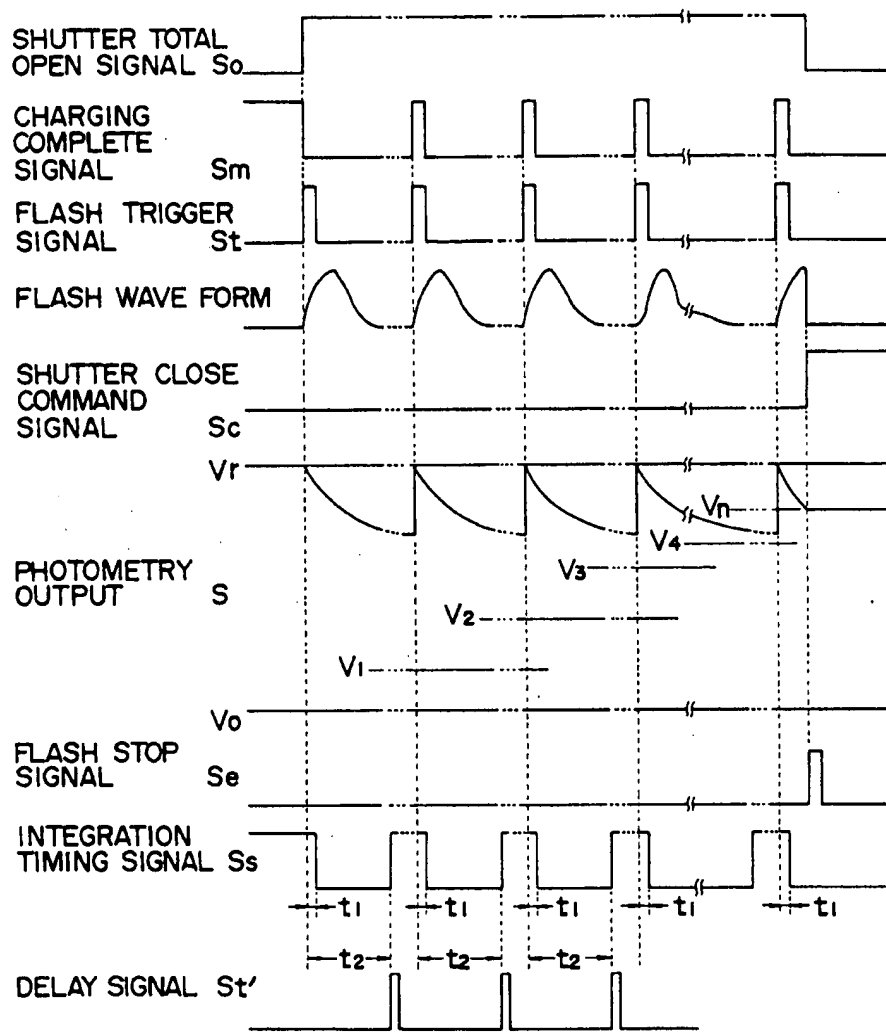 SHUTTER TOTAL
OPEN SIGNAL So
CHARGING
COMPLETE
SIGNAL Sm
FLASH TRIGGER
SIGNAL St
FLASH WAVE FORM
SHUTTER CLOSE
COMMAND
SIGNAL Sc
Vr
Vn
V4
PHOTOMETRY
OUTPUT S
V3
V2
V1
Vo
FLASH STOP
SIGNAL Se
INTEGRATION
TIMING SIGNAL Ss
t1 t1 t1 t1 t1
t2 t2 t2
DELAY SIGNAL St'